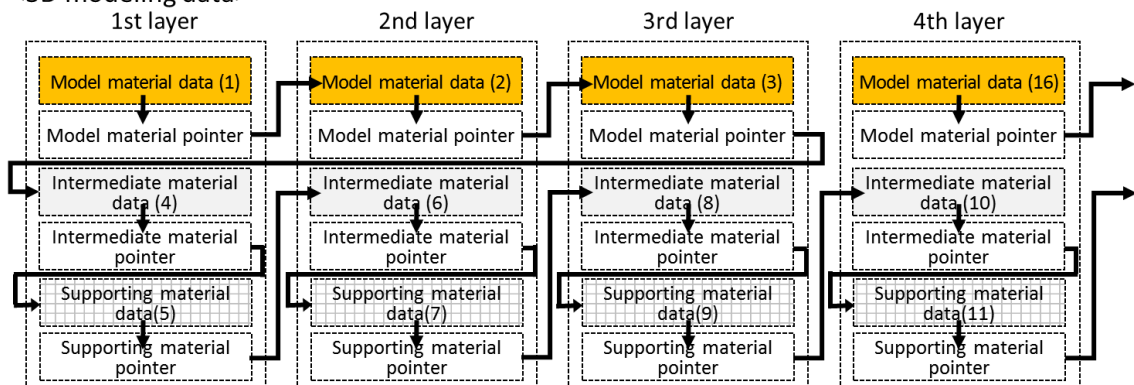 3D modeling data
1st layer
2nd layer
3rd layer
4th layer
Model material data (1)
Model material pointer
Intermediate material
data (4)
Intermediate material
pointer
Supporting material
data(5)
Supporting material
pointer
Model material data (2)
Model material pointer
Intermediate material
data (6)
Intermediate material
pointer
Supporting material
data(7)
Supporting material
pointer
Model material data (3)
Model material pointer
Intermediate material
data (8)
Intermediate material
pointer
Supporting material
data(9)
Supporting material
pointer
Model material data (16)
Model material pointer
Intermediate material
data (10)
Intermediate material
pointer
Supporting material
data(11)
Supporting material
pointer